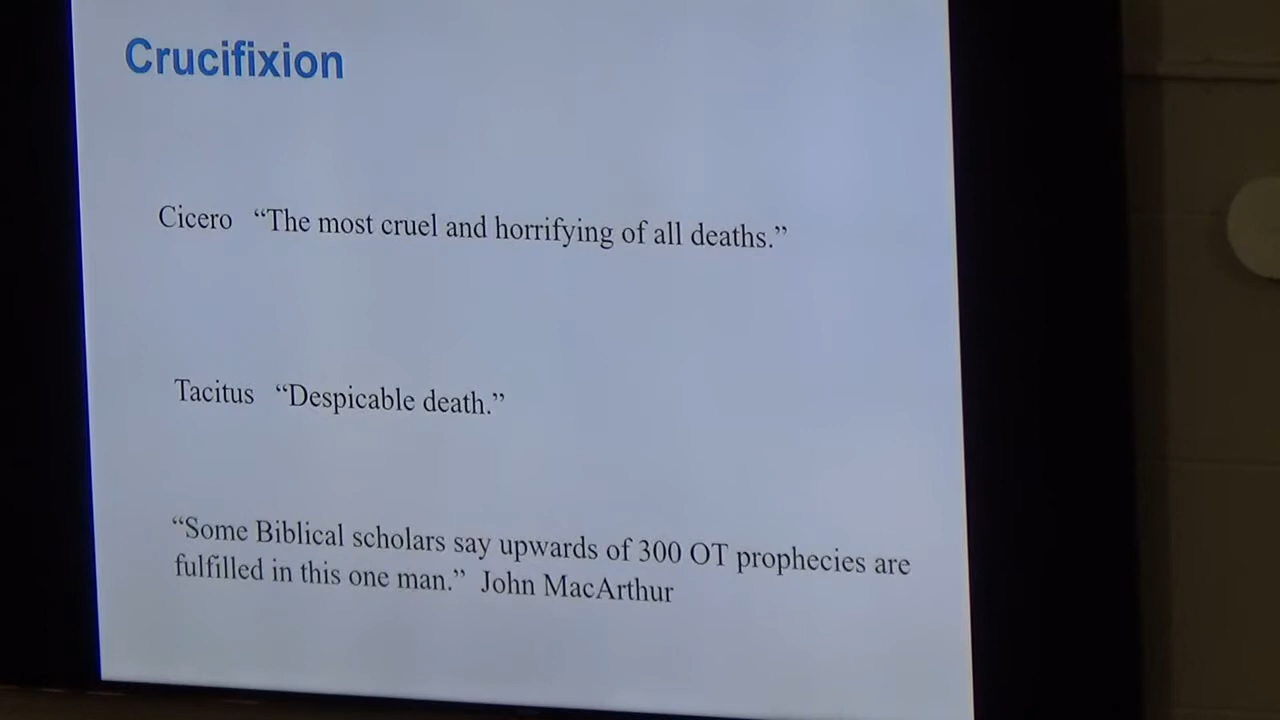 Crucifixion
Cicero “The most cruel and horrifying of all deaths.”
Tacitus “Despicable death.”
“Some Biblical scholars say upwards of 300 OT prophecies are
fulfilled in this one man.” John MacArthur